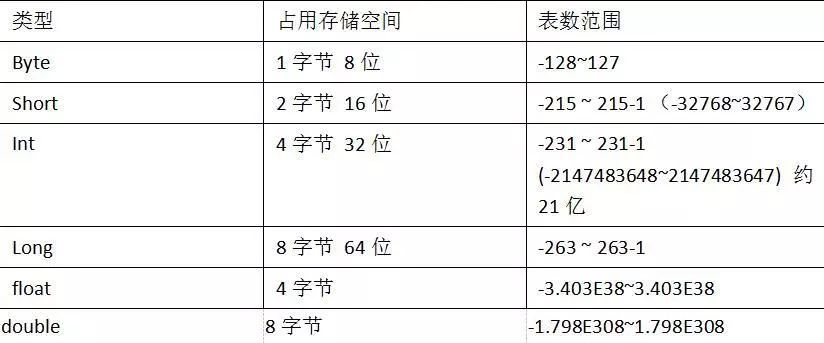 类型 占用存储空间 表数范围
Byte 1 字节 8 位 -128~127
Short 2 字节 16 位 -215 ~ 215-1 （-32768~32767）
Int 4 字节 32 位 -231 ~ 231-1
(-2147483648~2147483647) 约
21 亿
Long 8 字节 64 位 -263 ~ 263-1
float 4 字节 -3.403E38~3.403E38
double 8 字节 -1.798E308~1.798E308